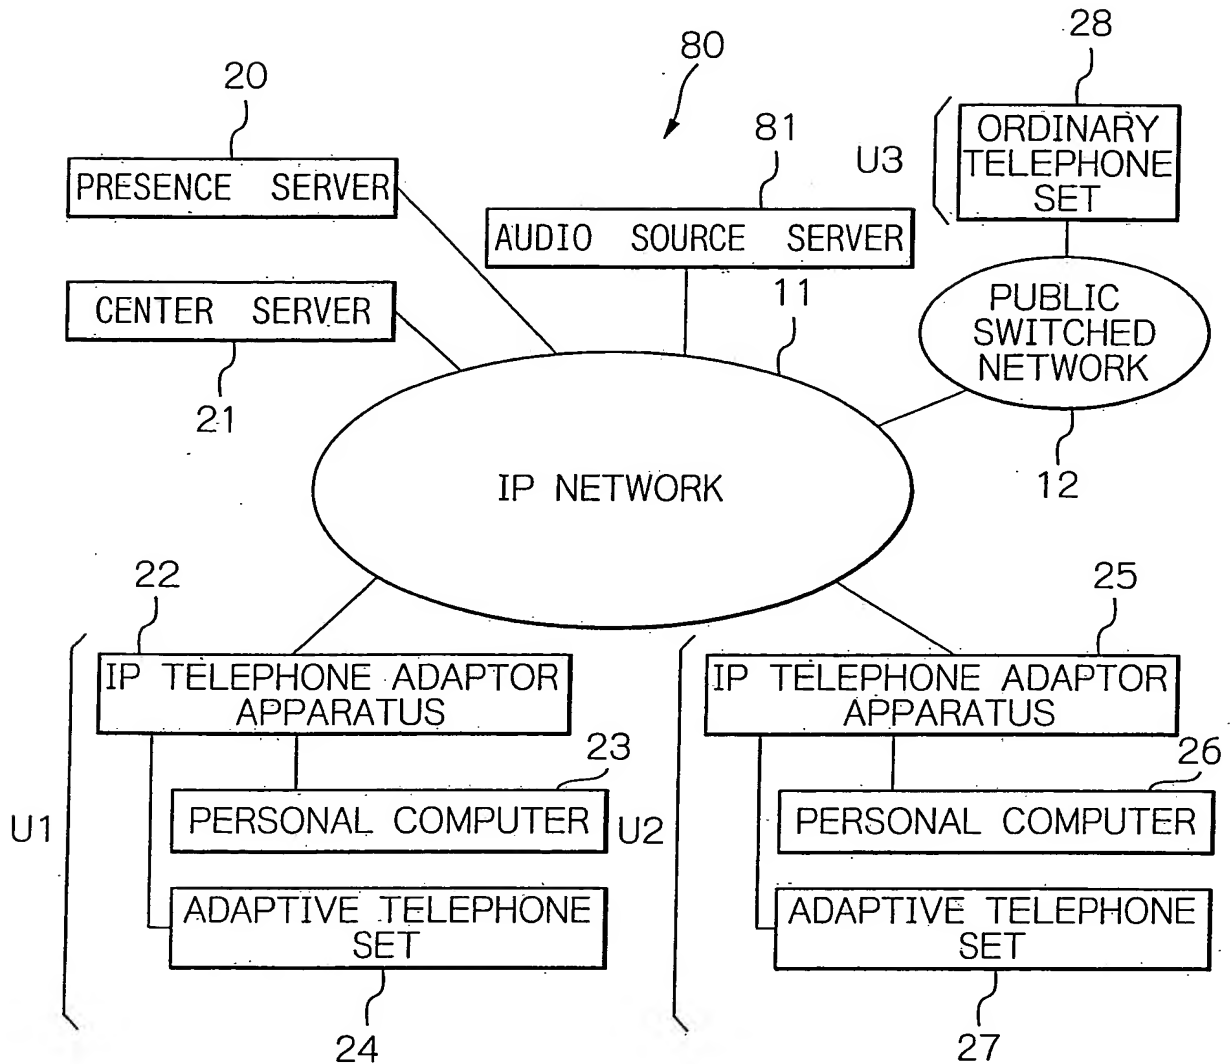 80
28
20
81
U3
ORDINARY
TELEPHONE
SET
PRESENCE SERVER
AUDIO SOURCE SERVER
11
CENTER SERVER
21
PUBLIC
SWITCHED
NETWORK
12
IP NETWORK
22
25
IP TELEPHONE ADAPTOR
APPARATUS
IP TELEPHONE ADAPTOR
APPARATUS
23
26
U1
PERSONAL COMPUTER
U2
PERSONAL COMPUTER
ADAPTIVE TELEPHONE
SET
ADAPTIVE TELEPHONE
SET
24
27